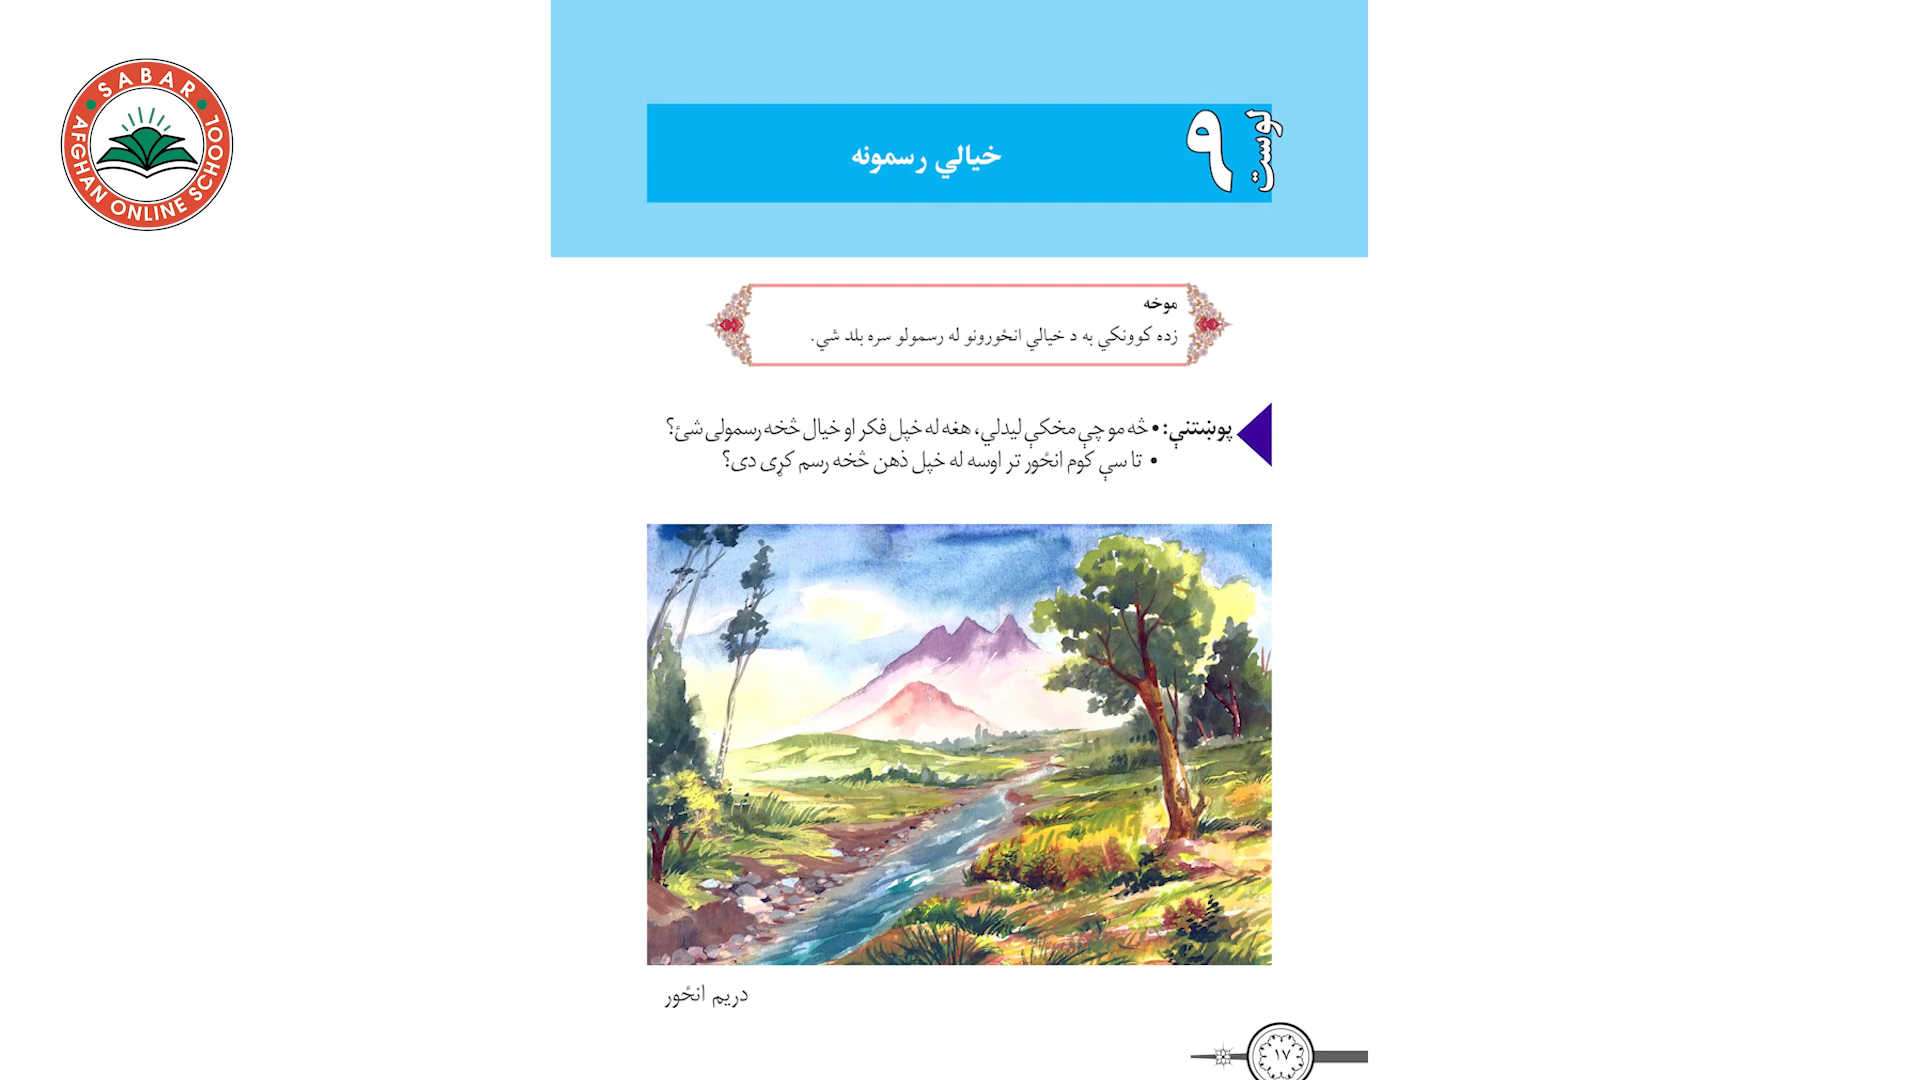 SABAR
AFGHAN ONLINE SCHOOL
لوست ۹
خيالي رسمونه
موخه
زده کوونکي به د خيالي انځورونو له رسمولو سره بلد شي.
پوښتنې: • څه مو چې مخکې ليدلي، هغه له خپل فکر او خيال څخه رسمولی شئ؟
• تا سې کوم انځور تر اوسه له خپل ذهن څخه رسم کړی دی؟
دريم انځور
۱۷